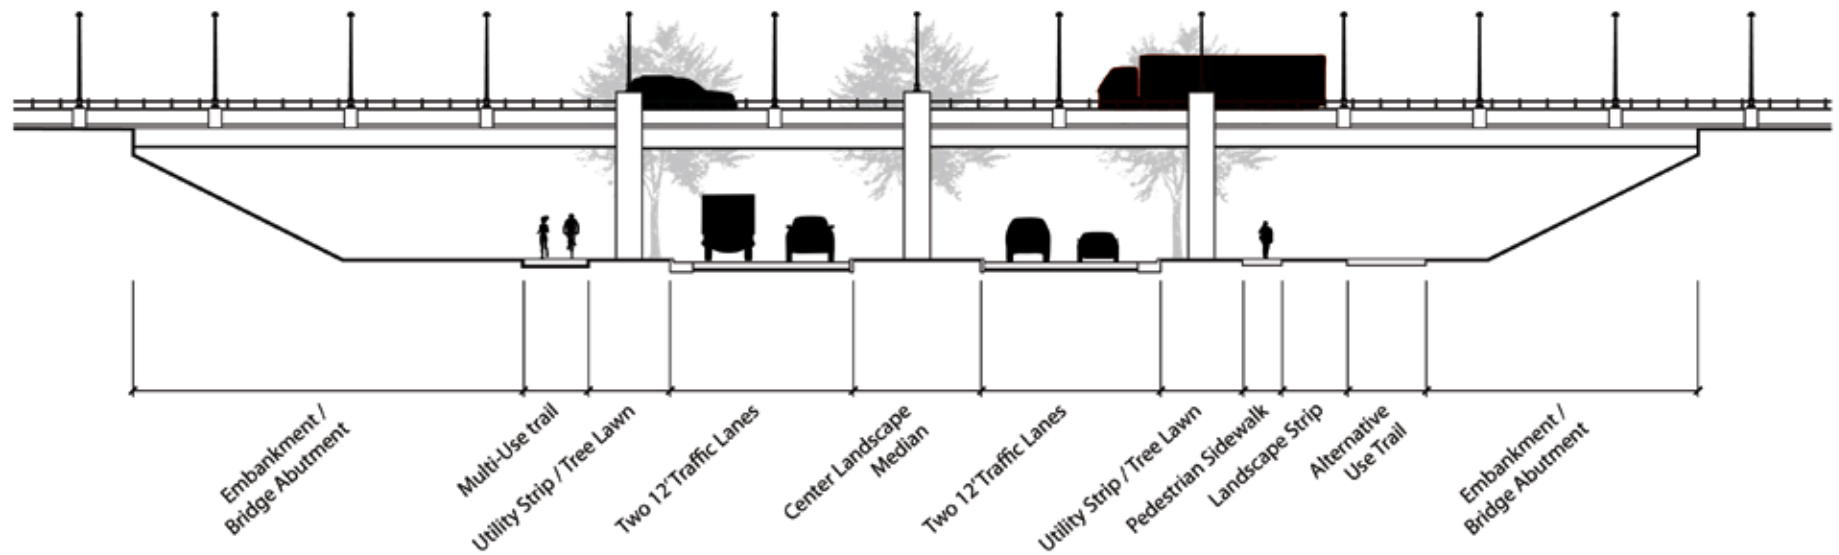 Embankment /
Bridge Abutment
Multi-Use trail
Utility Strip / Tree Lawn
Two 12' Traffic Lanes
Center Landscape
Median
Two 12' Traffic Lanes
Utility Strip / Tree Lawn
Pedestrian Sidewalk
Landscape Strip
Alternative
Use Trail
Embankment /
Bridge Abutment